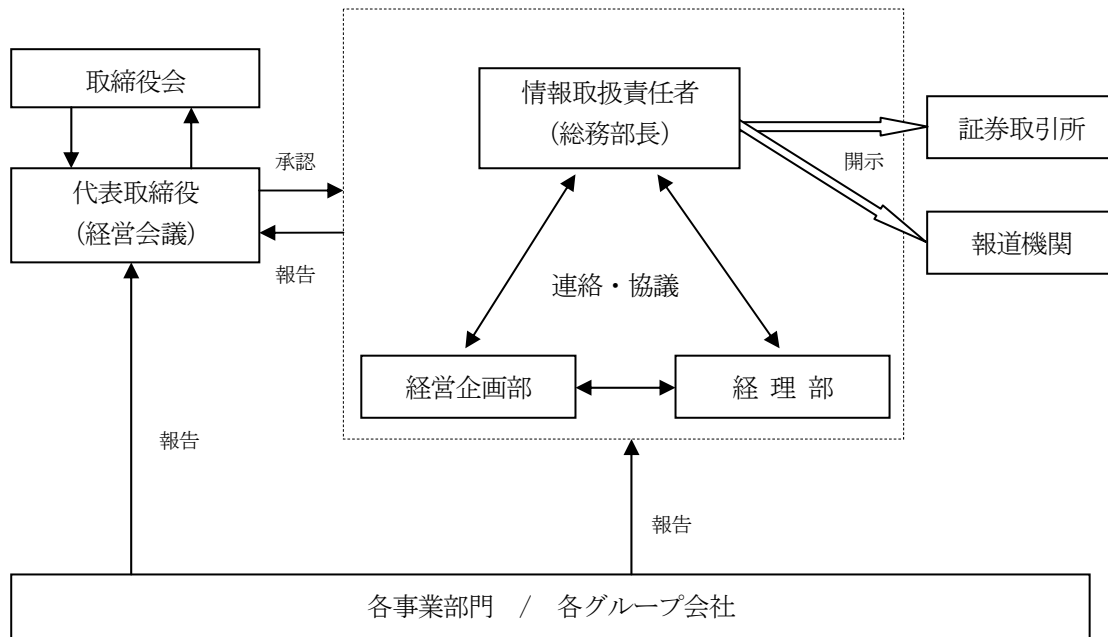 取締役会
代表取締役
(経営会議)
承認
報告
情報取扱責任者
(総務部長)
開示
証券取引所
報道機関
連絡・協議
経営企画部
経 理 部
報告
報告
各事業部門 / 各グループ会社